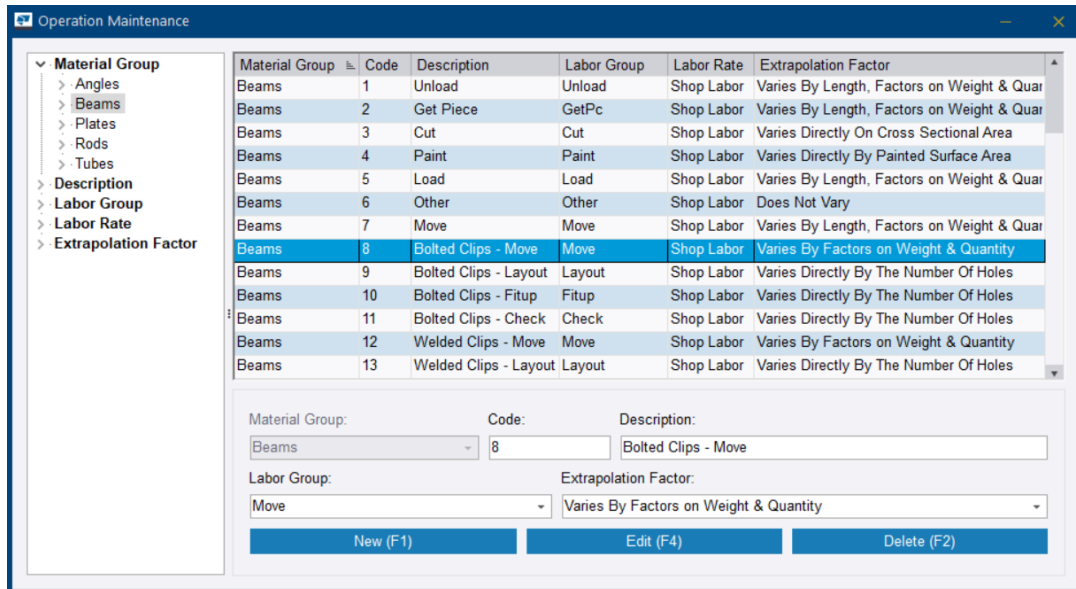 Operation Maintenance
Material Group
Angles
Beams
Plates
Rods
Tubes
Description
Labor Group
Labor Rate
Extrapolation Factor
Material Group Code Description Labor Group Labor Rate Extrapolation Factor
Beams 1 Unload Unload Shop Labor Varies By Length, Factors on Weight & Quar
Beams 2 Get Piece GetPc Shop Labor Varies By Length, Factors on Weight & Quar
Beams 3 Cut Cut Shop Labor Varies Directly On Cross Sectional Area
Beams 4 Paint Paint Shop Labor Varies Directly By Painted Surface Area
Beams 5 Load Load Shop Labor Varies By Length, Factors on Weight & Quar
Beams 6 Other Other Shop Labor Does Not Vary
Beams 7 Move Move Shop Labor Varies By Length, Factors on Weight & Quar
Beams 8 Bolted Clips - Move Move Shop Labor Varies By Factors on Weight & Quantity
Beams 9 Bolted Clips - Layout Layout Shop Labor Varies Directly By The Number Of Holes
Beams 10 Bolted Clips - Fitup Fitup Shop Labor Varies Directly By The Number Of Holes
Beams 11 Bolted Clips - Check Check Shop Labor Varies Directly By The Number Of Holes
Beams 12 Welded Clips - Move Move Shop Labor Varies By Factors on Weight & Quantity
Beams 13 Welded Clips - Layout Layout Shop Labor Varies Directly By The Number Of Holes
Material Group: Code: Description:
Beams 8 Bolted Clips - Move
Labor Group: Extrapolation Factor:
Move Varies By Factors on Weight & Quantity
New (F1) Edit (F4) Delete (F2)